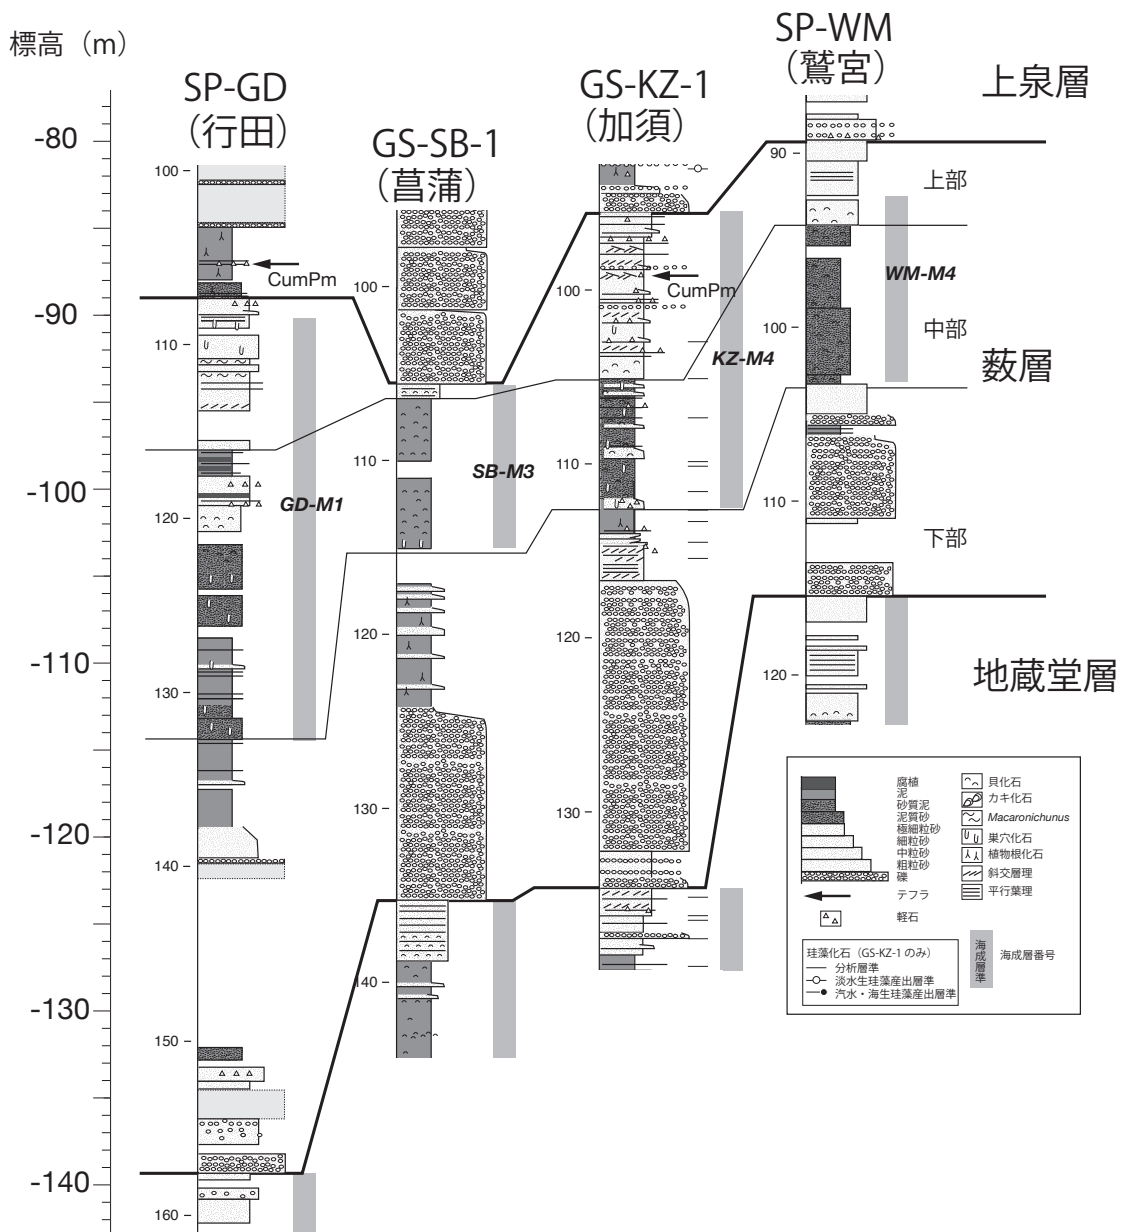 標高（m）
SP-GD
（行田）
GS-SB-1
（菖蒲）
GS-KZ-1
（加須）
SP-WM
（鷲宮）
上泉層
-80
-90
-100
-110
-120
-130
-140
100
110
120
130
140
150
160
CumPm
GD-M1
100
110
120
130
140
SB-M3
100
110
120
130
CumPm
KZ-M4
90
100
110
120
WM-M4
上部
中部
藪層
下部
地蔵堂層
腐植
泥
砂質泥
泥質砂
極細粒砂
細粒砂
中粒砂
粗粒砂
礫
テフラ
軽石
貝化石
カキ化石
Macaronichunus
巣穴化石
植物根化石
斜交層理
平行葉理
珪藻化石（GS-KZ-1 のみ）
分析層準
淡水生珪藻産出層準
汽水・海生珪藻産出層準
海成層準
海成層番号